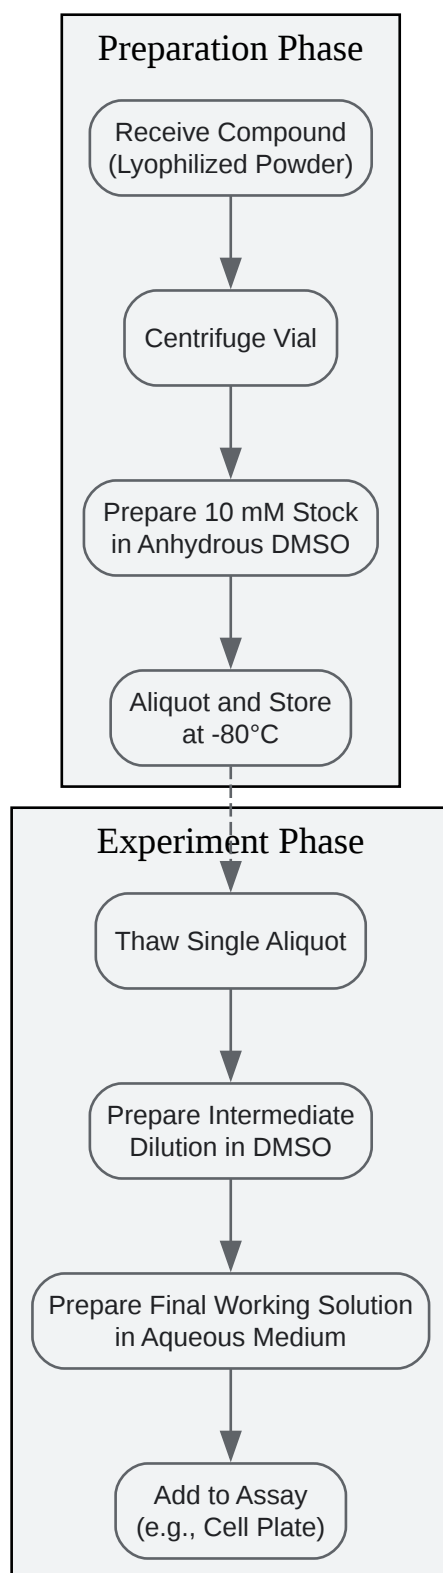 Preparation Phase
Receive Compound
(Lyophilized Powder)
Centrifuge Vial
Prepare 10 mM Stock
in Anhydrous DMSO
Aliquot and Store
at -80°C
Experiment Phase
Thaw Single Aliquot
Prepare Intermediate
Dilution in DMSO
Prepare Final Working Solution
in Aqueous Medium
Add to Assay
(e.g., Cell Plate)